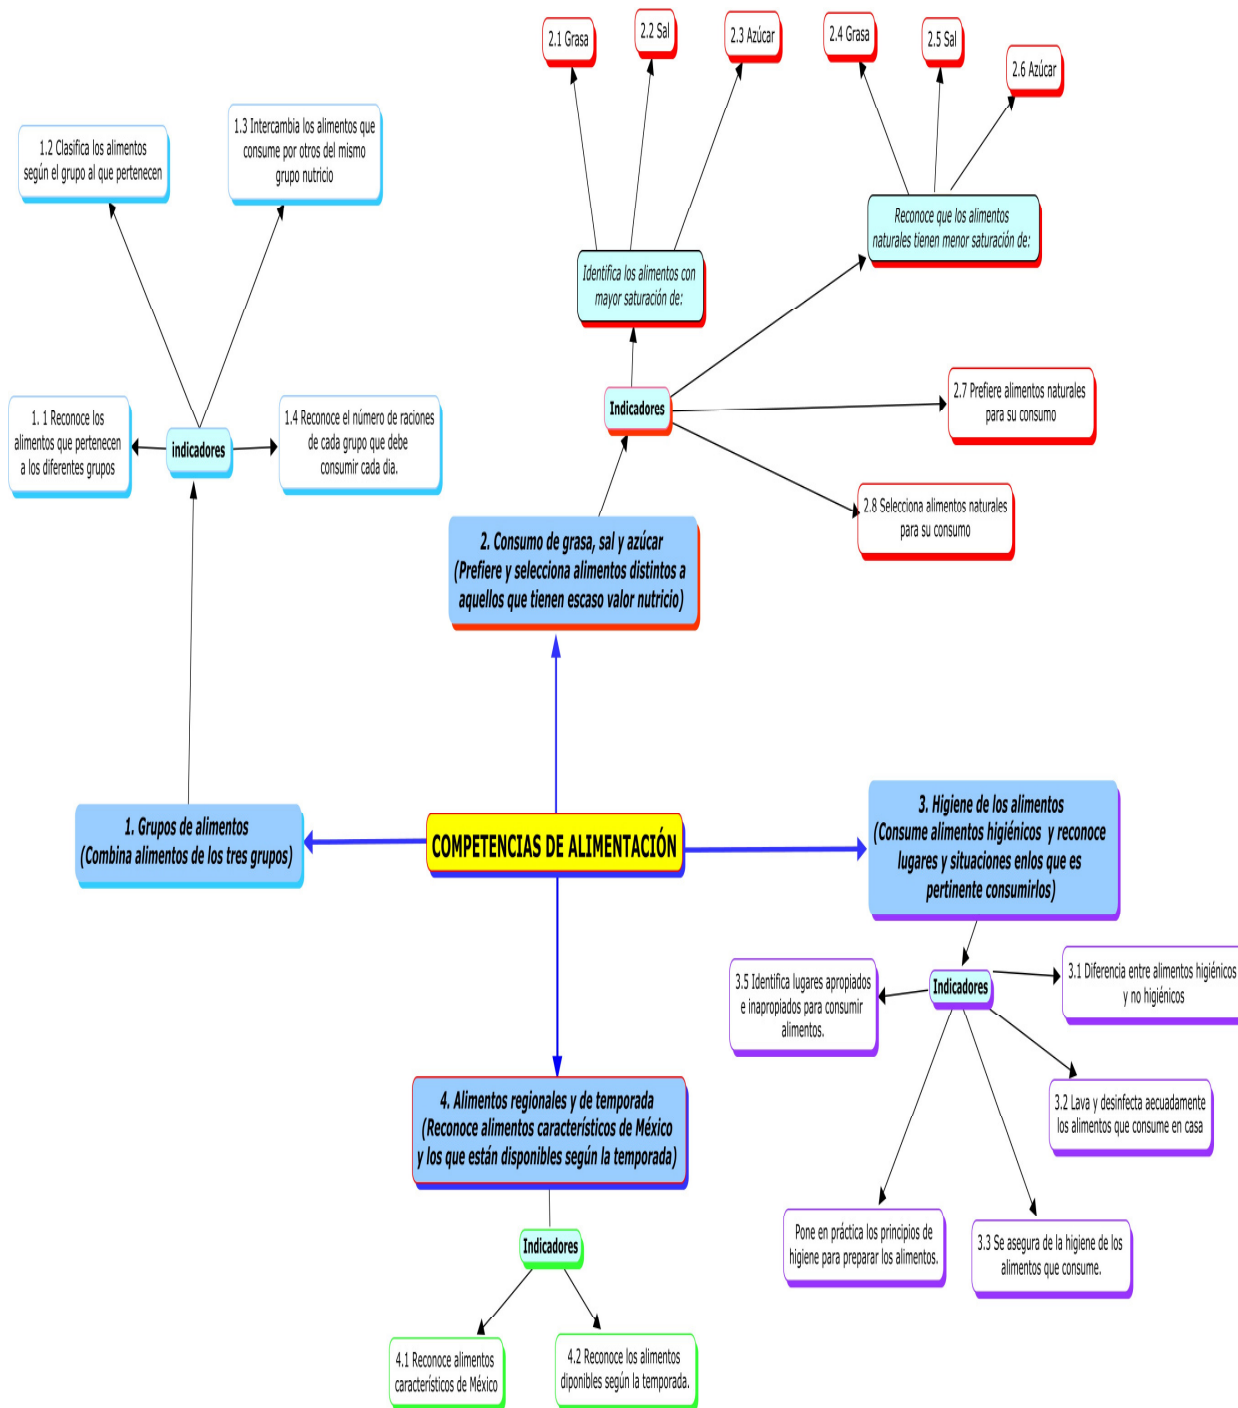 2.1 Grasa
2.2 Sal
2.3 Azúcar
2.4 Grasa
2.5 Sal
2.6 Azúcar
1.2 Clasifica los alimentos
según el grupo al que pertenecen
1.3 Intercambia los alimentos que
consume por otros del mismo
grupo nutricio
Identifica los alimentos con
mayor saturación de:
Reconoce que los alimentos
naturales tienen menor saturación de:
1. 1 Reconoce los
alimentos que pertenecen
a los diferentes grupos
indicadores
1.4 Reconoce el número de raciones
de cada grupo que debe
consumir cada dia.
Indicadores
2.7 Prefiere alimentos naturales
para su consumo
2.8 Selecciona alimentos naturales
para su consumo
2. Consumo de grasa, sal y azúcar
(Prefiere y selecciona alimentos distintos a
aquellos que tienen escaso valor nutricio)
1. Grupos de alimentos
(Combina alimentos de los tres grupos)
COMPETENCIAS DE ALIMENTACIÓN
3. Higiene de los alimentos
(Consume alimentos higiénicos y reconoce
lugares y situaciones enlos que es
pertinente consumirlos)
3.5 Identifica lugares apropiados
e inapropiados para consumir
alimentos.
Indicadores
3.1 Diferencia entre alimentos higiénicos
y no higiénicos
3.2 Lava y desinfecta aecuadamente
los alimentos que consume en casa
Pone en práctica los principios de
higiene para preparar los alimentos.
3.3 Se asegura de la higiene de los
alimentos que consume.
4. Alimentos regionales y de temporada
(Reconoce alimentos característicos de México
y los que están disponibles según la temporada)
Indicadores
4.1 Reconoce alimentos
característicos de México
4.2 Reconoce los alimentos
diponibles según la temporada.